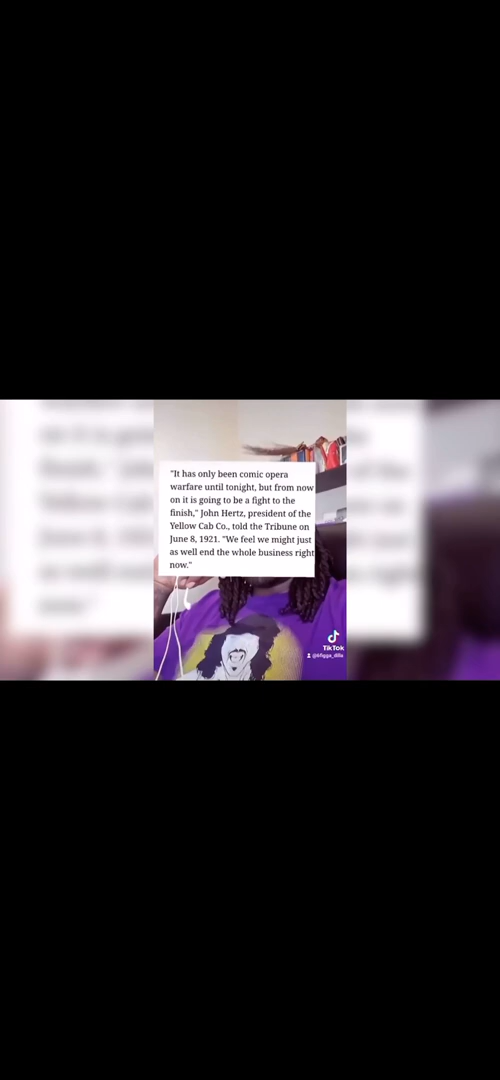 "It has only been comic opera
warfare until tonight, but from now
on it is going to be a fight to the
finish," John Hertz, president of the
Yellow Cab Co., told the Tribune on
June 8, 1921. "We feel we might just
as well end the whole business right
now."
TikTok
@kfigga_dilla